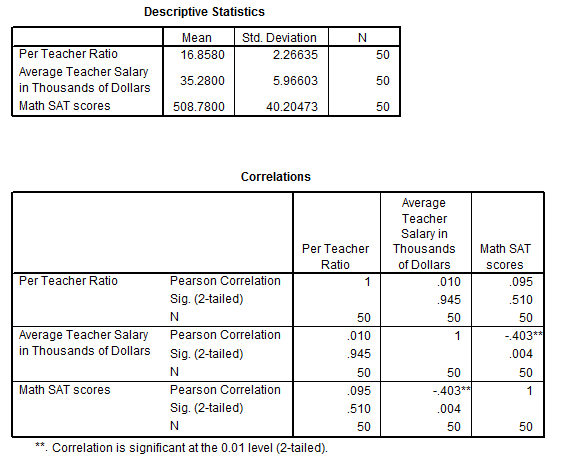 Descriptive Statistics
Mean Std. Deviation N
Per Teacher Ratio 16.8580 2.26635 50
Average Teacher Salary
in Thousands of Dollars 35.2800 5.96603 50
Math SAT scores 508.7800 40.20473 50
Correlations
Per Teacher Ratio Average Teacher Salary in Thousands of Dollars Math SAT scores
Per Teacher Ratio Pearson Correlation 1 .010 .095
Sig. (2-tailed) .945 .510
N 50 50 50
Average Teacher Salary Pearson Correlation .010 1 -.403**
in Thousands of Dollars Sig. (2-tailed) .945 .004
N 50 50 50
Math SAT scores Pearson Correlation .095 -.403** 1
Sig. (2-tailed) .510 .004
N 50 50 50
**. Correlation is significant at the 0.01 level (2-tailed).